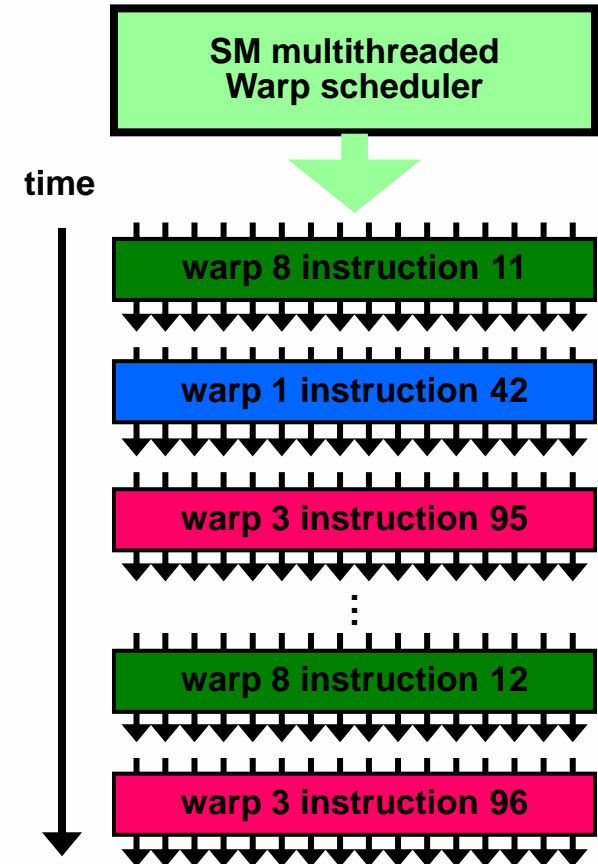 SM multithreaded
Warp scheduler
time
warp 8 instruction 11
warp 1 instruction 42
warp 3 instruction 95
...
warp 8 instruction 12
warp 3 instruction 96